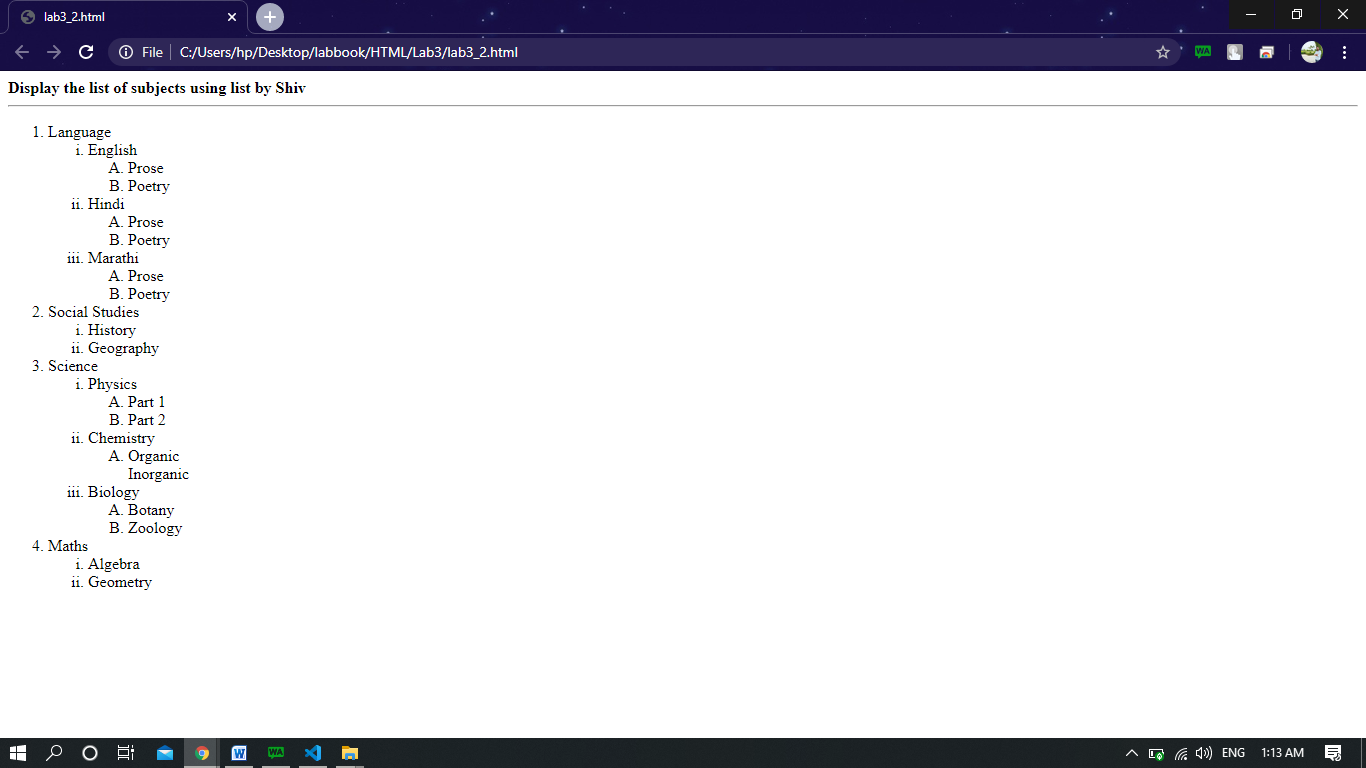 lab3_2.html
File C:/Users/hp/Desktop/labbook/HTML/Lab3/lab3_2.html
WA
Display the list of subjects using list by Shiv
1. Language
i. English
A. Prose
B. Poetry
ii. Hindi
A. Prose
B. Poetry
iii. Marathi
A. Prose
B. Poetry
2. Social Studies
i. History
ii. Geography
3. Science
i. Physics
A. Part 1
B. Part 2
ii. Chemistry
A. Organic
Inorganic
iii. Biology
A. Botany
B. Zoology
4. Maths
i. Algebra
ii. Geometry
W WA ENG 1:13 AM